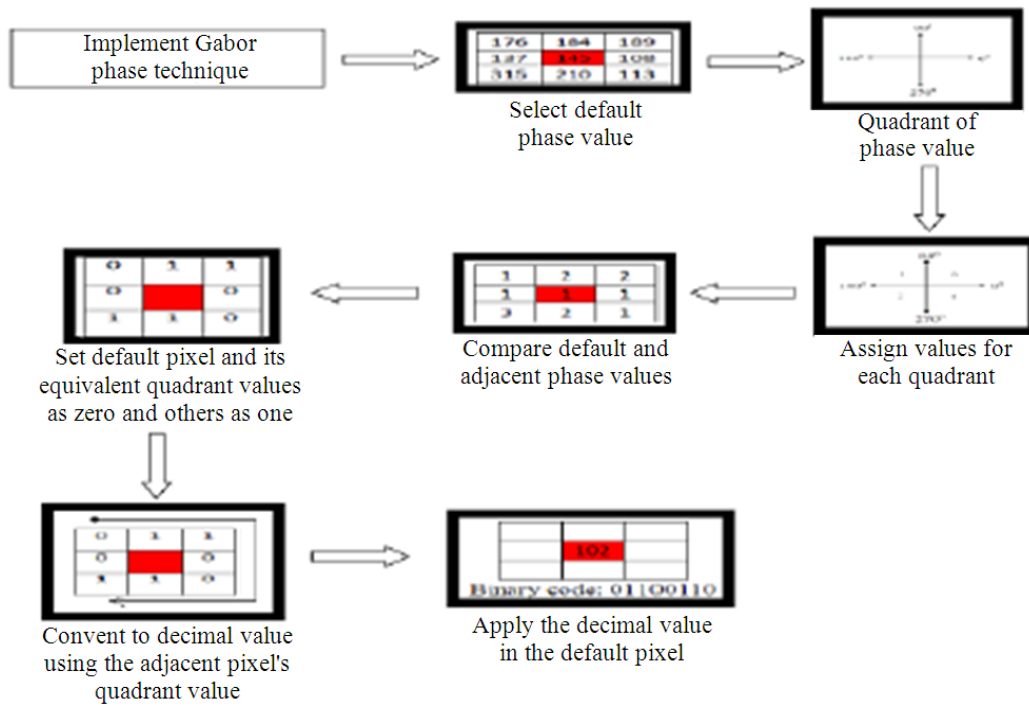 Implement Gabor
phase technique
176 184 189
137 145 108
315 210 113
Select default
phase value
270°
Quadrant of
phase value
0 1 1
0 0
1 1 0
Set default pixel and its
equivalent quadrant values
as zero and others as one
1 2 2
1 1 1
3 2 1
Compare default and
adjacent phase values
270°
Assign values for
each quadrant
0 1 1
0 0
1 1 0
Convent to decimal value
using the adjacent pixel's
quadrant value
102
Binary code: 01100110
Apply the decimal value
in the default pixel